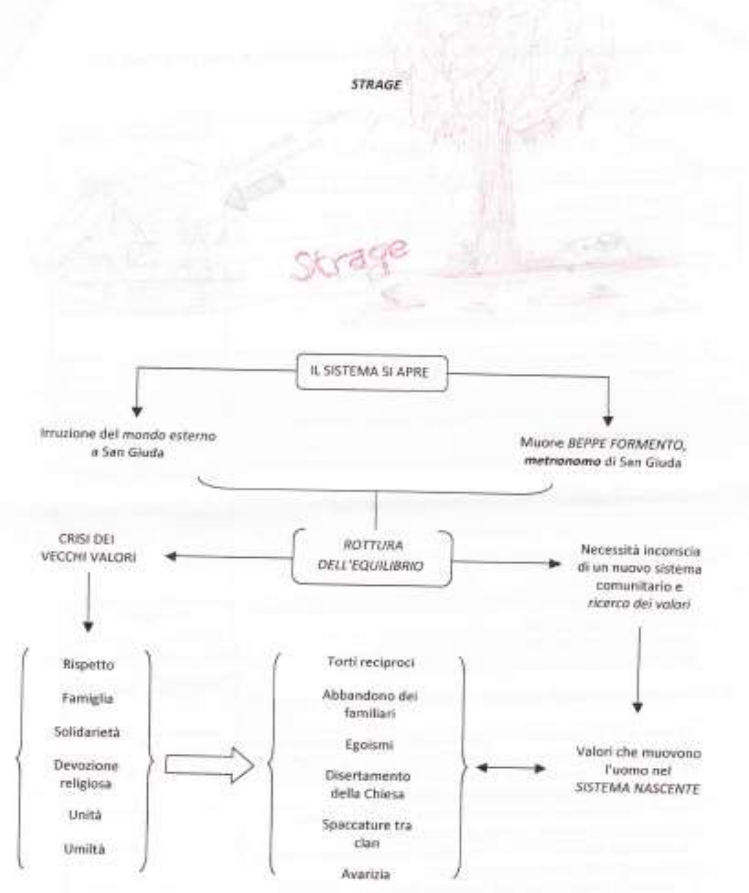 STRAGE
Strage
IL SISTEMA SI APRE
Irruzione del mondo esterno
a San Giuda
Muone BEPPE FORMENTO,
metronomo di San Giuda
CRISI DEI
VECCHI VALORI
ROTTURA
DELL'EQUILIBRIO
Necessità inconscia
di un nuovo sistema
comunitario e
ricerca dei valori
Rispetto
Famiglia
Solidarietà
Devozione
religiosa
Unità
Umiltà
Torti reciproci
Abbandono dei
familiari
Egoismi
Disertamento
della Chiesa
Spaccature tra
clan
Avarizia
Valori che muovono
l'uomo nel
SISTEMA NASCENTE